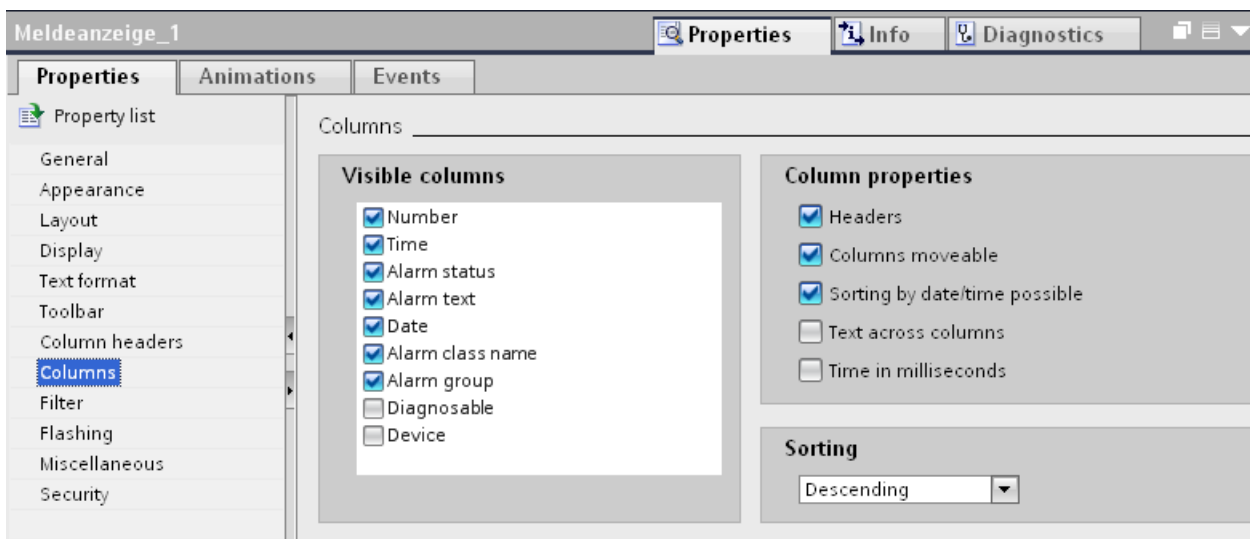 Meldeanzeige_1
Properties
Info
Diagnostics
Properties
Animations
Events
Property list
General
Appearance
Layout
Display
Text format
Toolbar
Column headers
Columns
Filter
Flashing
Miscellaneous
Security
Columns
Visible columns
Number
Time
Alarm status
Alarm text
Date
Alarm class name
Alarm group
Diagnosable
Device
Column properties
Headers
Columns moveable
Sorting by date/time possible
Text across columns
Time in milliseconds
Sorting
Descending